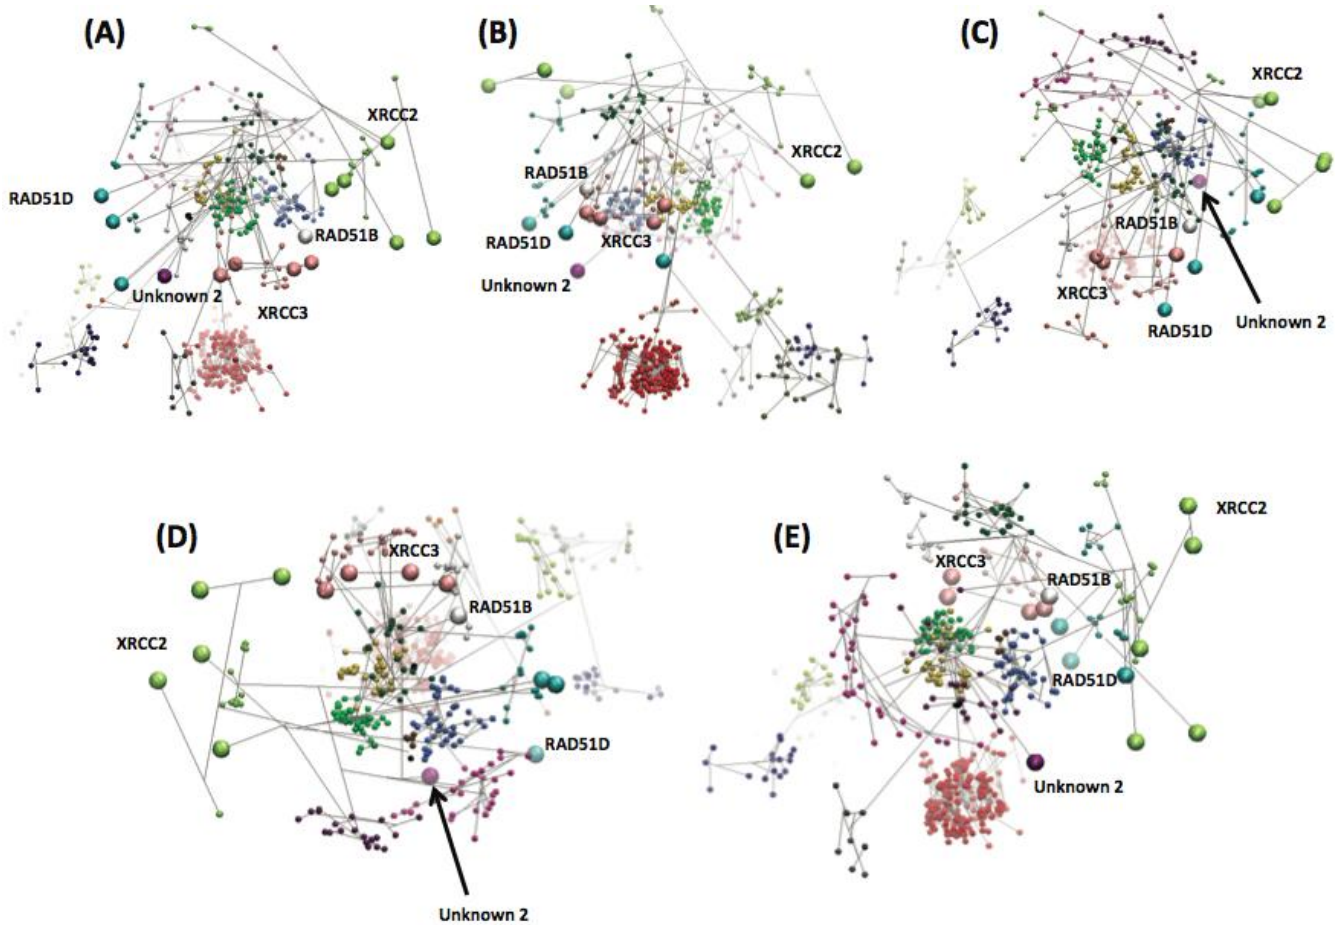 (A)
XRCC2
RAD51D
RAD51B
Unknown 2
XRCC3
(B)
XRCC2
RAD51B
RAD51D
XRCC3
Unknown 2
(C)
XRCC2
RAD51B
XRCC3
RAD51D
Unknown 2
(D)
XRCC3
RAD51B
XRCC2
RAD51D
Unknown 2
(E)
XRCC2
XRCC3
RAD51B
RAD51D
Unknown 2